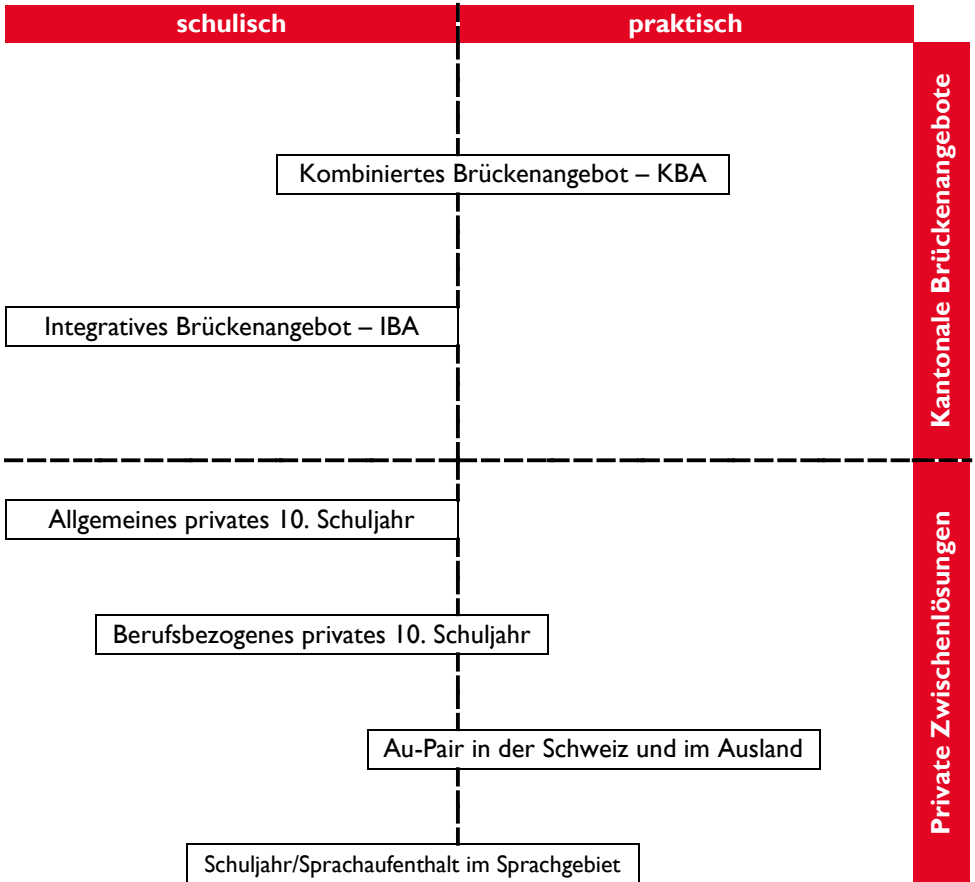 schulisch
praktisch
Kantonale Brückenangebote
Kombiniertes Brückenangebot – KBA
Integratives Brückenangebot – IBA
Private Zwischenlösungen
Allgemeines privates 10. Schuljahr
Berufsbezogenes privates 10. Schuljahr
Au-Pair in der Schweiz und im Ausland
Schuljahr/Sprachaufenthalt im Sprachgebiet